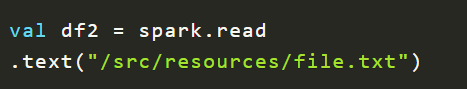 val df2 = spark.read
.text("/src/resources/file.txt")